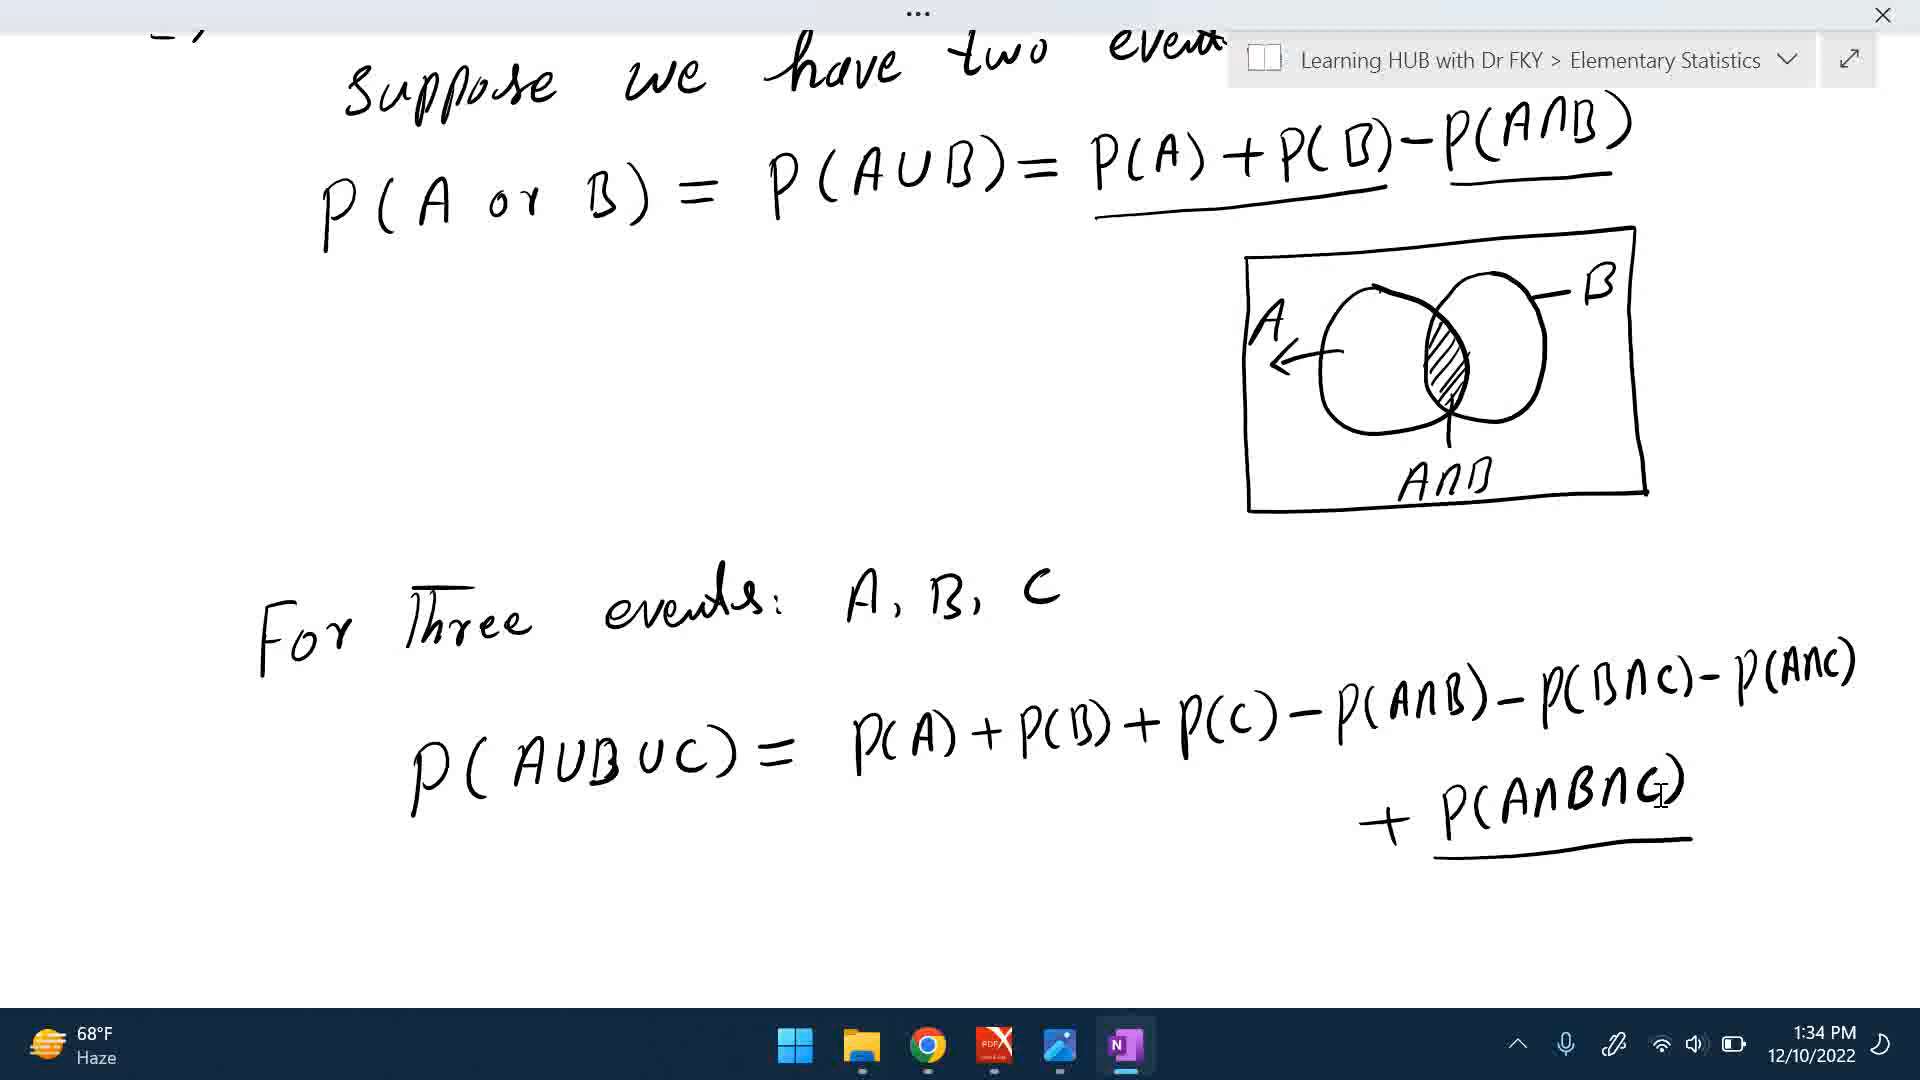 suppose we have two event
Learning HUB with Dr FKY > Elementary Statistics
P(A or B) = P(A∪B) = P(A) + P(B) - P(A∩B)
A
B
A∩B
For Three events: A, B, C
P(A∪B∪C) = P(A) + P(B) + P(C) - P(A∩B) - P(B∩C) - P(A∩C)
+ P(A∩B∩C)
68°F
Haze
1:34 PM
12/10/2022